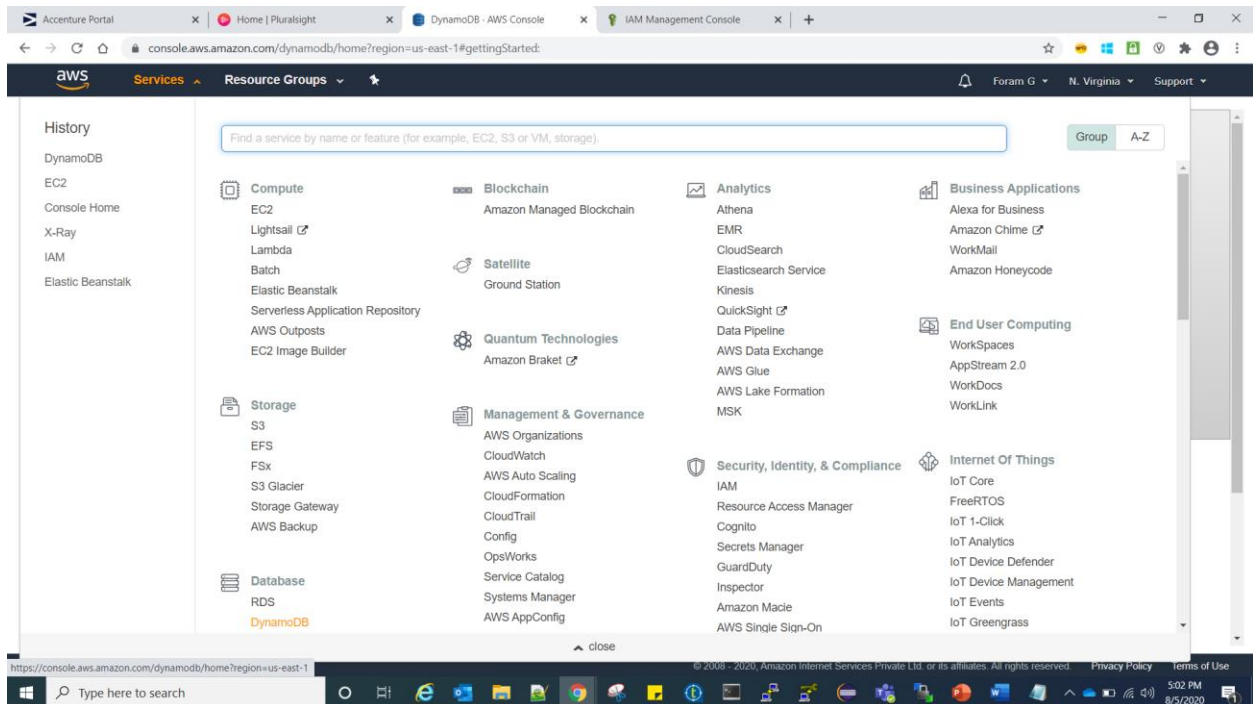 Accenture Portal
Home | Pluralsight
DynamoDB - AWS Console
IAM Management Console
console.aws.amazon.com/dynamodb/home?region=us-east-1#gettingStarted:
aws
Services
Resource Groups
Foram G
N. Virginia
Support
History
DynamoDB
EC2
Console Home
X-Ray
IAM
Elastic Beanstalk
Find a service by name or feature (for example, EC2, S3 or VM, storage).
Group
A-Z
Compute
EC2
Lightsail
Lambda
Batch
Elastic Beanstalk
Serverless Application Repository
AWS Outposts
EC2 Image Builder
Storage
S3
EFS
FSx
S3 Glacier
Storage Gateway
AWS Backup
Database
RDS
DynamoDB
Blockchain
Amazon Managed Blockchain
Satellite
Ground Station
Quantum Technologies
Amazon Braket
Management & Governance
AWS Organizations
CloudWatch
AWS Auto Scaling
CloudFormation
CloudTrail
Config
OpsWorks
Service Catalog
Systems Manager
AWS AppConfig
Analytics
Athena
EMR
CloudSearch
Elasticsearch Service
Kinesis
QuickSight
Data Pipeline
AWS Data Exchange
AWS Glue
AWS Lake Formation
MSK
Security, Identity, & Compliance
IAM
Resource Access Manager
Cognito
Secrets Manager
GuardDuty
Inspector
Amazon Macie
AWS Single Sign-On
Business Applications
Alexa for Business
Amazon Chime
WorkMail
Amazon Honeycode
End User Computing
WorkSpaces
AppStream 2.0
WorkDocs
WorkLink
Internet Of Things
IoT Core
FreeRTOS
IoT 1-Click
IoT Analytics
IoT Device Defender
IoT Device Management
IoT Events
IoT Greengrass
close
https://console.aws.amazon.com/dynamodb/home?region=us-east-1
© 2008 - 2020, Amazon Internet Services Private Ltd. or its affiliates. All rights reserved.
Privacy Policy
Terms of Use
Type here to search
5:02 PM
8/5/2020